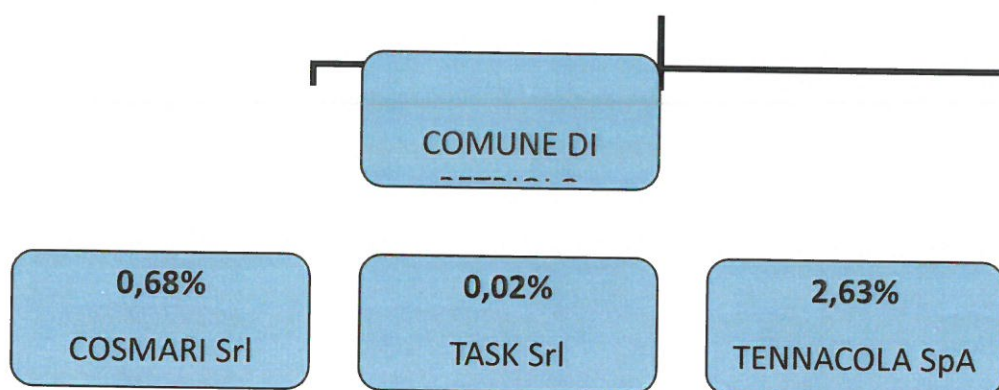 COMUNE DI
0,68%
COSMARI Srl
0,02%
TASK Srl
2,63%
TENNACOLA SpA